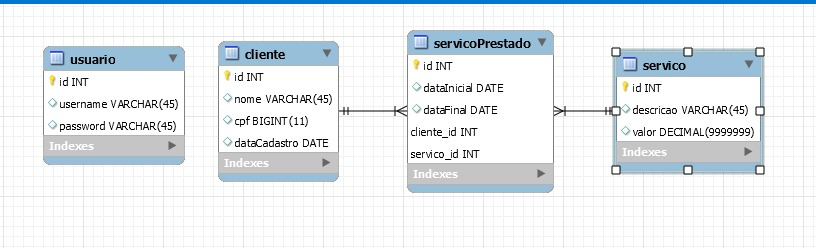 usuario
id INT
username VARCHAR(45)
password VARCHAR(45)
Indexes
cliente
id INT
nome VARCHAR(45)
cpf BIGINT(11)
dataCadastro DATE
Indexes
servicoPrestado
id INT
dataInicial DATE
dataFinal DATE
cliente_id INT
servico_id INT
Indexes
servico
id INT
descricao VARCHAR(45)
valor DECIMAL(9999999)
Indexes